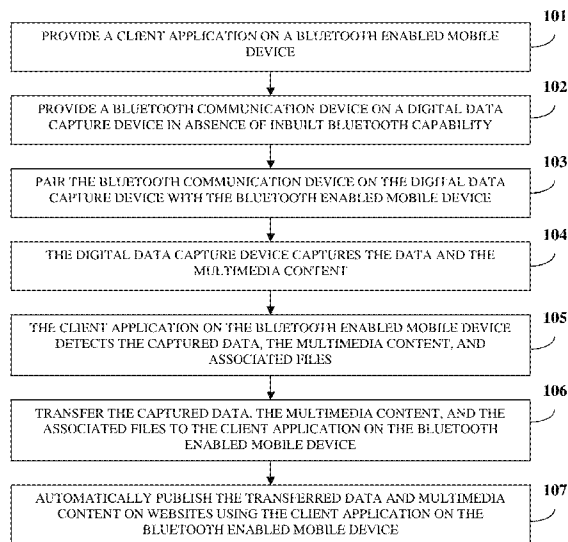 101
PROVIDE A CLIENT APPLICATION ON A BLUETOOTH ENABLED MOBILE
DEVICE
102
PROVIDE A BLUETOOTH COMMUNICATION DEVICE ON A DIGITAL DATA
CAPTURE DEVICE IN ABSENCE OF INBUILT BLUETOOTH CAPABILITY
103
PAIR THE BLUETOOTH COMMUNICATION DEVICE ON THE DIGITAL DATA
CAPTURE DEVICE WITH THE BLUETOOTH ENABLED MOBILE DEVICE
104
THE DIGITAL DATA CAPTURE DEVICE CAPTURES THE DATA AND THE
MULTIMEDIA CONTENT
105
THE CLIENT APPLICATION ON THE BLUETOOTH ENABLED MOBILE DEVICE
DETECTS THE CAPTURED DATA, THE MULTIMEDIA CONTENT, AND
ASSOCIATED FILES
106
TRANSFER THE CAPTURED DATA, THE MULTIMEDIA CONTENT, AND THE
ASSOCIATED FILES TO THE CLIENT APPLICATION ON THE BLUETOOTH
ENABLED MOBILE DEVICE
107
AUTOMATICALLY PUBLISH THE TRANSFERRED DATA AND MULTIMEDIA
CONTENT ON WEBSITES USING THE CLIENT APPLICATION ON THE
BLUETOOTH ENABLED MOBILE DEVICE